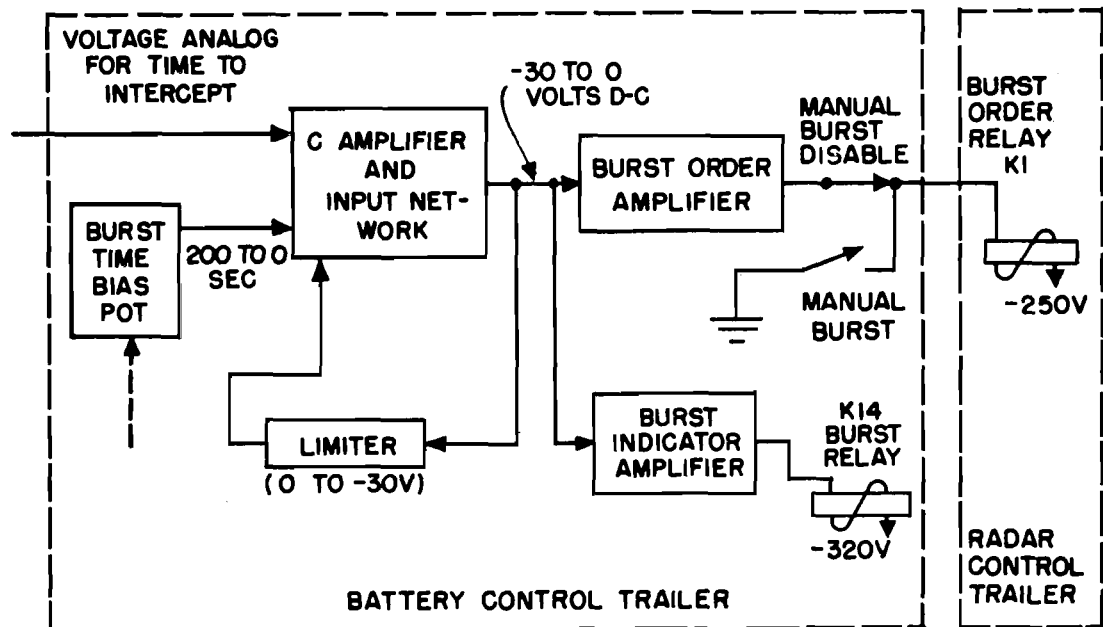 VOLTAGE ANALOG
FOR TIME TO
INTERCEPT
-30 TO 0
VOLTS D-C
C AMPLIFIER
AND
INPUT NET-
WORK
BURST ORDER
AMPLIFIER
MANUAL
BURST
DISABLE
BURST
ORDER
RELAY
K1
BURST
TIME
BIAS
POT
200 TO 0
SEC
MANUAL
BURST
-250V
LIMITER
(0 TO -30V)
BURST
INDICATOR
AMPLIFIER
K14
BURST
RELAY
-320V
RADAR
CONTROL
TRAILER
BATTERY CONTROL TRAILER